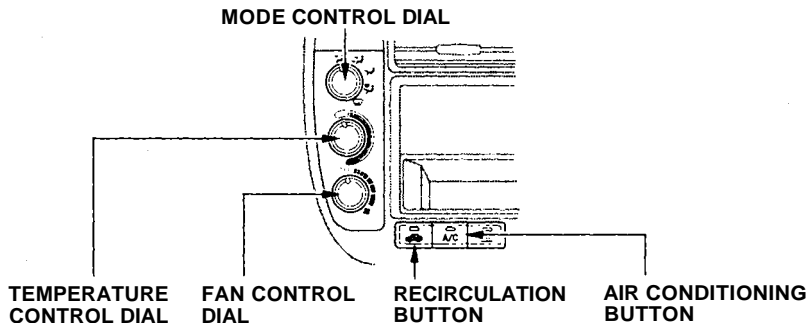 MODE CONTROL DIAL
A/C
TEMPERATURE CONTROL DIAL
FAN CONTROL DIAL
RECIRCULATION BUTTON
AIR CONDITIONING BUTTON